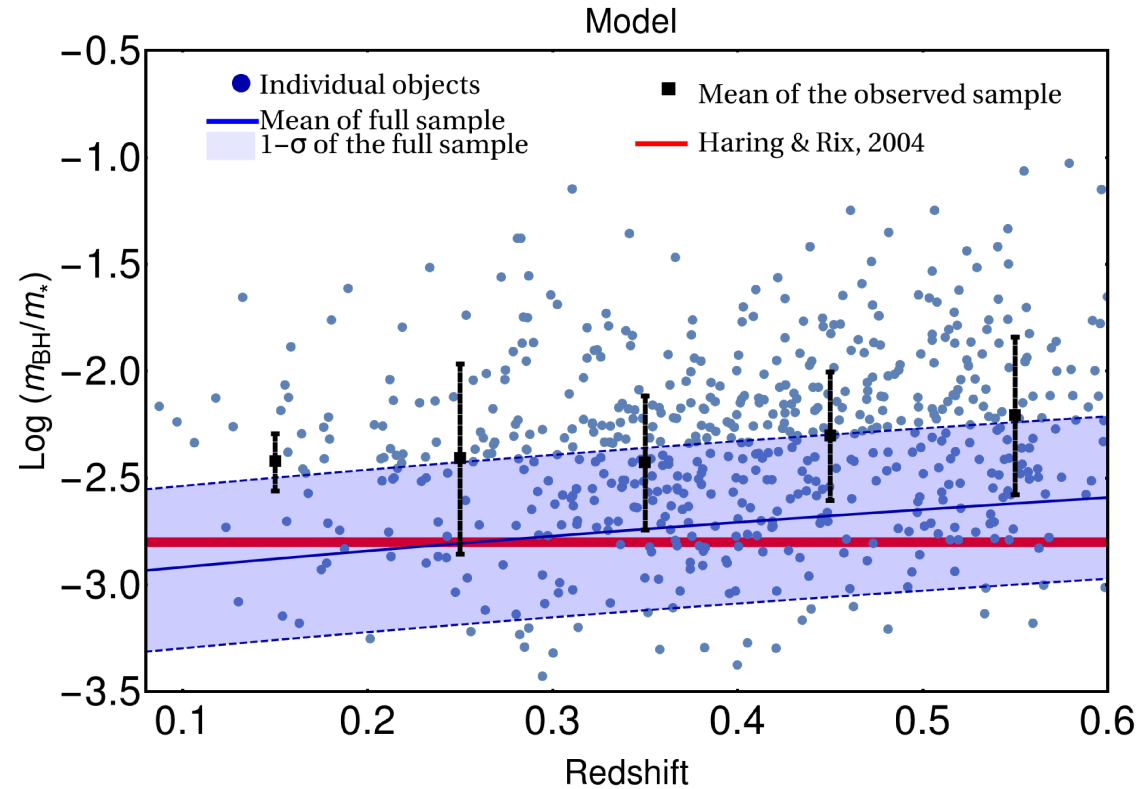 Model
Individual objects
Mean of full sample
1−σ of the full sample
Mean of the observed sample
Haring & Rix, 2004
Log (mBH/m*)
−0.5
−1.0
−1.5
−2.0
−2.5
−3.0
−3.5
0.1 0.2 0.3 0.4 0.5 0.6
Redshift